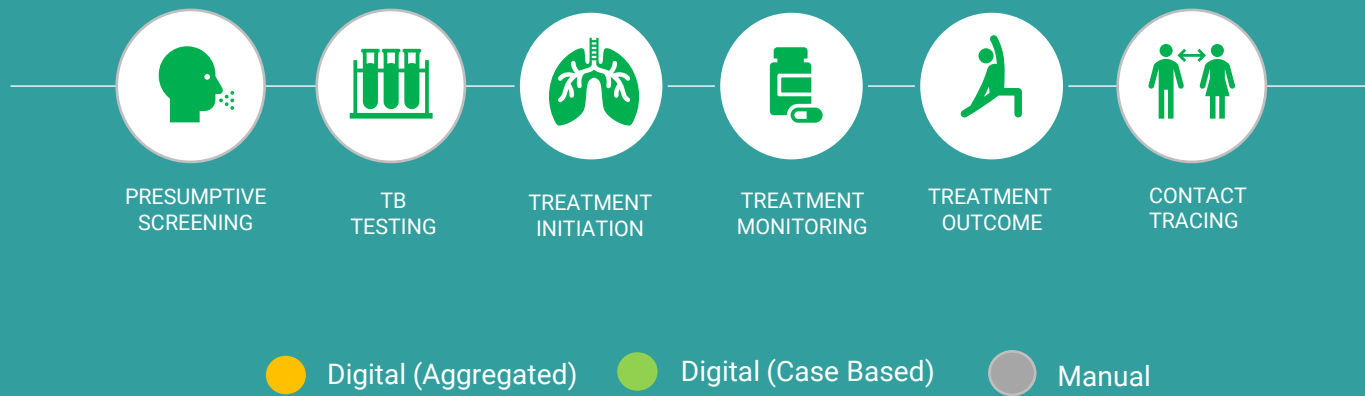 PRESUMPTIVE
SCREENING
TB
TESTING
TREATMENT
INITIATION
TREATMENT
MONITORING
TREATMENT
OUTCOME
CONTACT
TRACING
Digital (Aggregated)
Digital (Case Based)
Manual